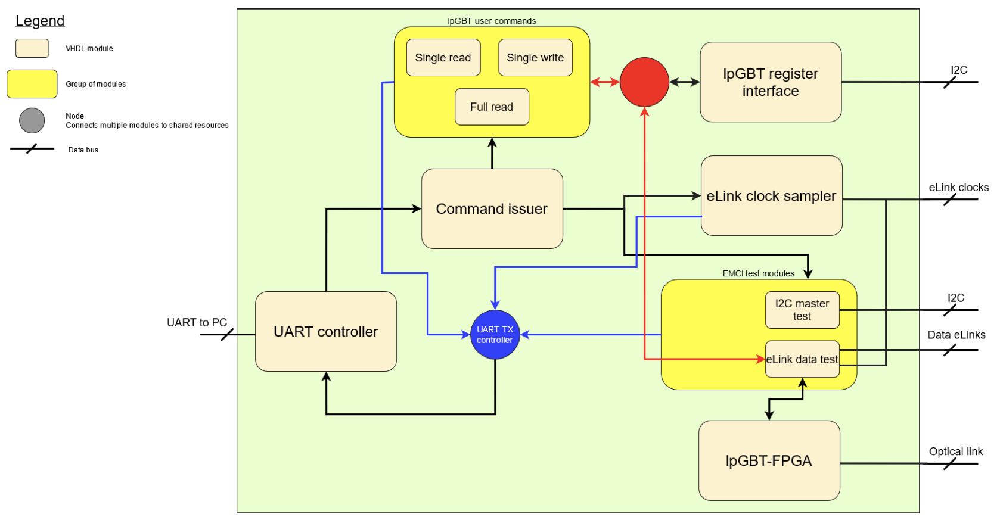 Legend
VHDL module
Group of modules
Node
Connects multiple modules to shared resources
Data bus
lpGBT user commands
Single read
Single write
Full read
lpGBT register
interface
I2C
Command issuer
eLink clock sampler
eLink clocks
UART to PC
UART controller
UART TX
controller
EMCI test modules
I2C master
test
I2C
eLink data test
Data eLinks
lpGBT-FPGA
Optical link